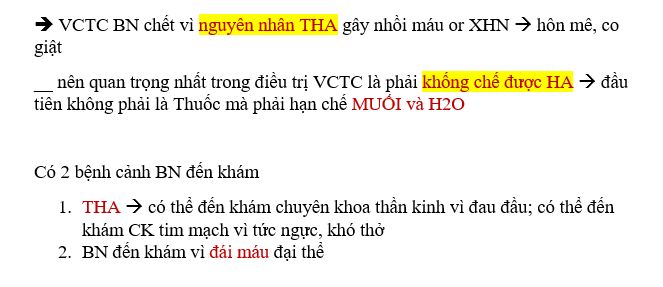 → VCTC BN chết vì nguyên nhân THA gây nhồi máu or XHN → hôn mê, co
giật
__ nên quan trọng nhất trong điều trị VCTC là phải khống chế được HA → đầu
tiên không phải là Thuốc mà phải hạn chế MUỐI và H2O
Có 2 bệnh cảnh BN đến khám
1. THA → có thể đến khám chuyên khoa thần kinh vì đau đầu; có thể đến
khám CK tim mạch vì tức ngực, khó thở
2. BN đến khám vì đái máu đại thể